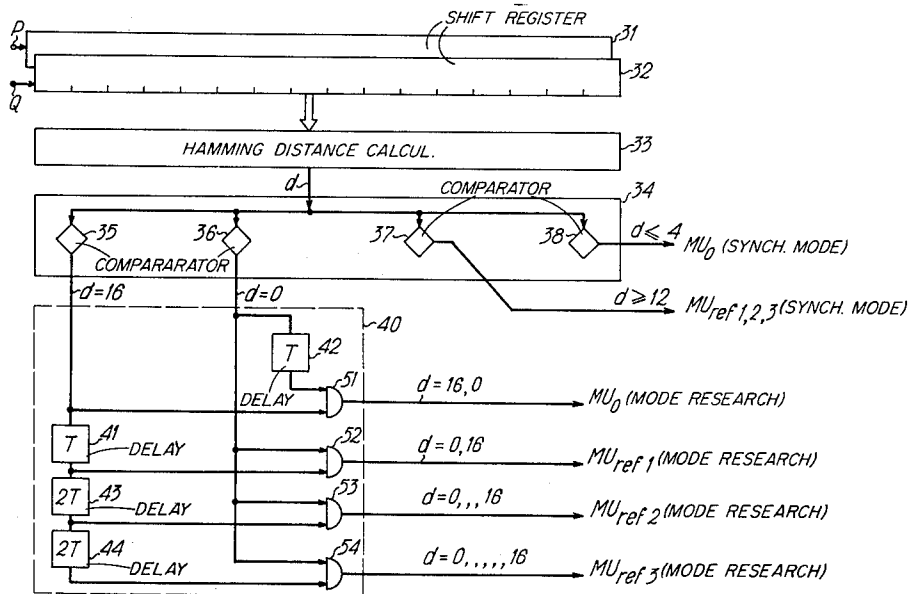 SHIFT REGISTER
P
31
32
Q
HAMMING DISTANCE CALCUL.
33
d
COMPARATOR
34
35
36
37
38
d ≤ 4
MU0 (SYNCH. MODE)
COMPARARATOR
d=16
d=0
d ≥ 12
MUref 1,2,3 (SYNCH. MODE)
40
T
42
DELAY
51
d = 16,0
MU0 (MODE RESEARCH)
T
41
DELAY
52
d = 0,16
MUref 1 (MODE RESEARCH)
2T
43
DELAY
53
d = 0,,,16
MUref 2 (MODE RESEARCH)
2T
44
DELAY
54
d = 0,,,,,16
MUref 3 (MODE RESEARCH)